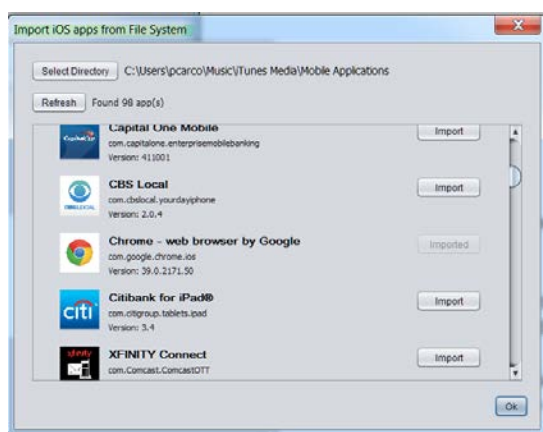 Import iOS apps from File System
Select Directory C:\Users\pcarco\Music\iTunes Media\Mobile Applications
Refresh Found 98 app(s)
Capital One Mobile Import
com.capitalone.enterprisemobilebanking
Version: 411001
CBS Local Import
com.cbslocal.yourdayiphone
Version: 2.0.4
Chrome - web browser by Google Imported
com.google.chrome.ios
Version: 39.0.2171.50
Citibank for iPad® Import
citi
com.citigroup.tablets.ipad
Version: 3.4
xfinity
XFINITY Connect Import
com.Comcast.ComcastOTT
Ok